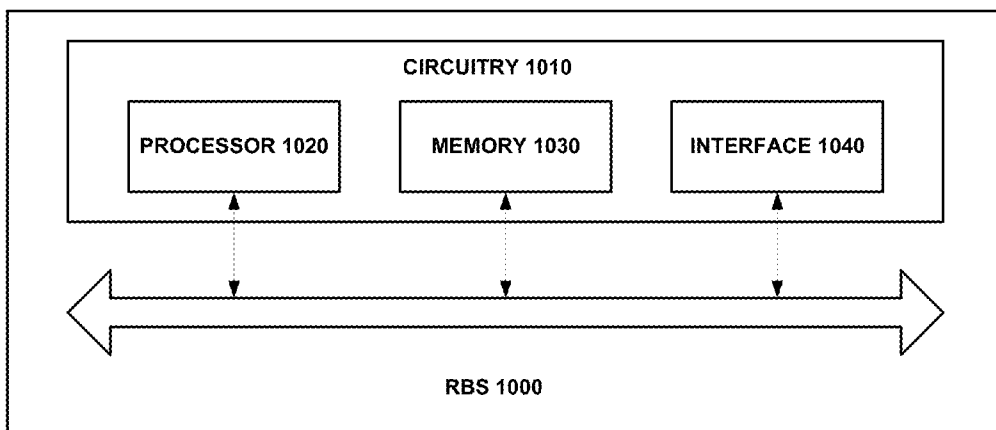 CIRCUITRY 1010
PROCESSOR 1020
MEMORY 1030
INTERFACE 1040
RBS 1000